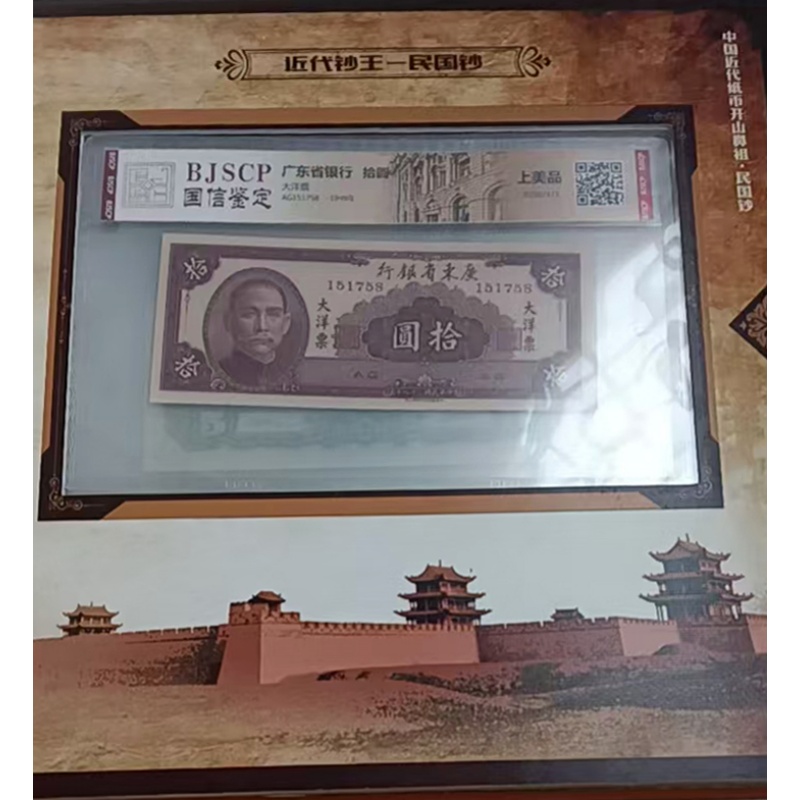 近代钞王—民国钞
中国近代纸币开山鼻祖·民国钞
BJSCP
国信鉴定
广东省银行 拾圆
大洋票
AG151758
上美品
行銀省東廣
151758 151758
大洋票
圓拾
大洋票
拾
拾
拾
拾